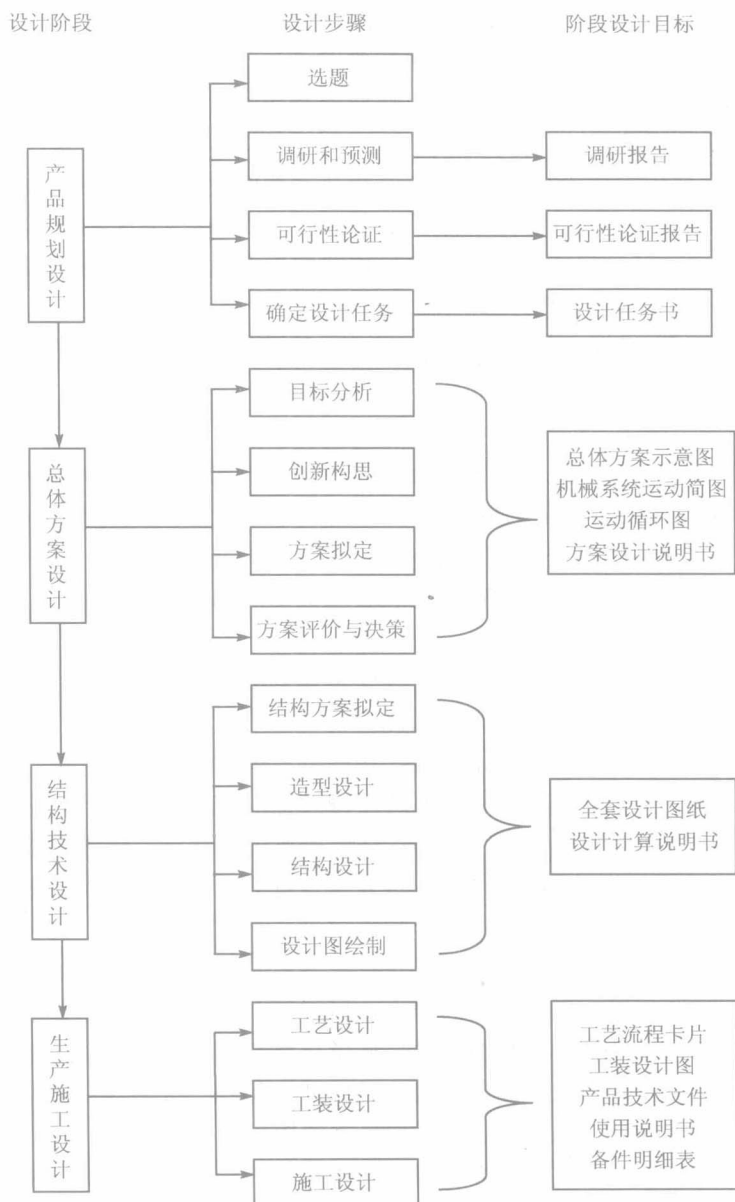 设计阶段
设计步骤
阶段设计目标
产品规划设计
选题
调研和预测
调研报告
可行性论证
可行性论证报告
确定设计任务
设计任务书
总体方案设计
目标分析
创新构思
方案拟定
方案评价与决策
总体方案示意图
机械系统运动简图
运动循环图
方案设计说明书
结构技术设计
结构方案拟定
造型设计
结构设计
设计图绘制
全套设计图纸
设计计算说明书
生产施工设计
工艺设计
工装设计
施工设计
工艺流程卡片
工装设计图
产品技术文件
使用说明书
备件明细表